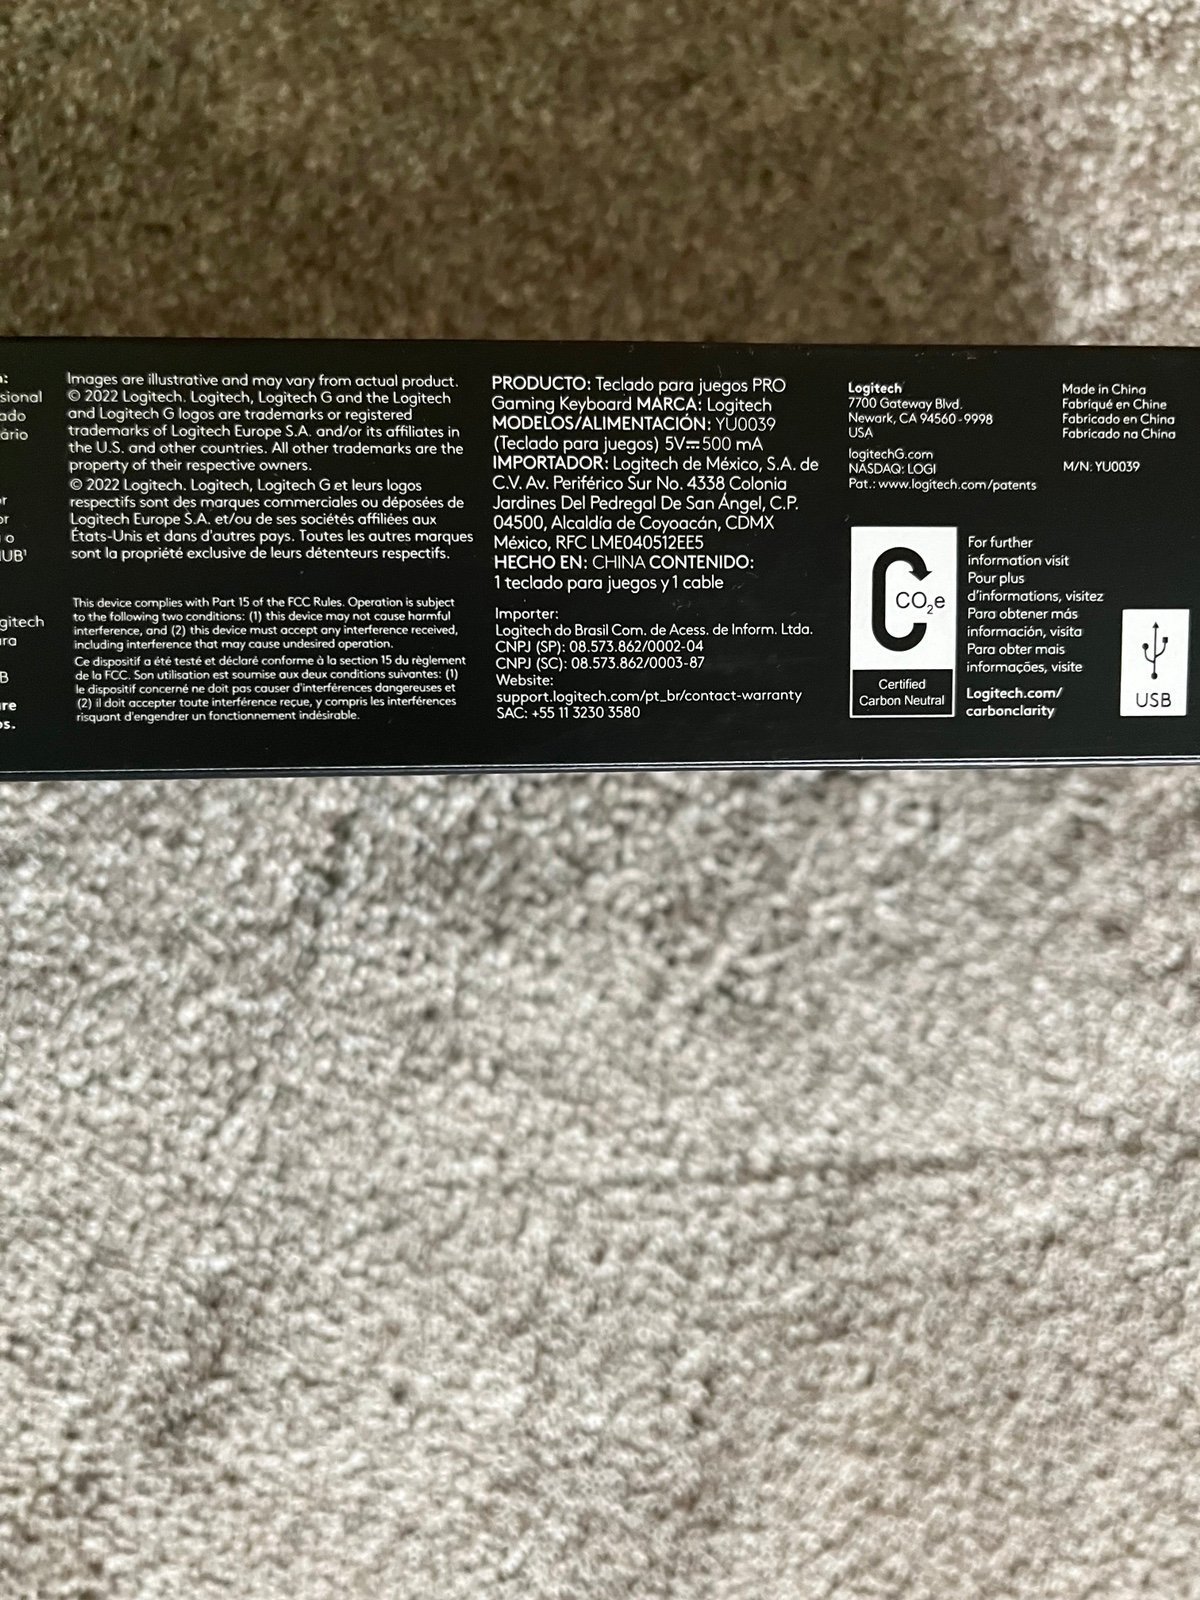 :
sional
ado
ário
or
or
o
UB¹
gitech
ara
B
re
os.
Images are illustrative and may vary from actual product.
© 2022 Logitech. Logitech, Logitech G and the Logitech
and Logitech G logos are trademarks or registered
trademarks of Logitech Europe S.A. and/or its affiliates in
the U.S. and other countries. All other trademarks are the
property of their respective owners.
© 2022 Logitech. Logitech, Logitech G et leurs logos
respectifs sont des marques commerciales ou déposées de
Logitech Europe S.A. et/ou de ses sociétés affiliées aux
États-Unis et dans d'autres pays. Toutes les autres marques
sont la propriété exclusive de leurs détenteurs respectifs.
This device complies with Part 15 of the FCC Rules. Operation is subject
to the following two conditions: (1) this device may not cause harmful
interference, and (2) this device must accept any interference received,
including interference that may cause undesired operation.
Ce dispositif a été testé et déclaré conforme à la section 15 du règlement
de la FCC. Son utilisation est soumise aux deux conditions suivantes: (1)
le dispositif concerné ne doit pas causer d'interférences dangereuses et
(2) il doit accepter toute interférence reçue, y compris les interférences
risquant d'engendrer un fonctionnement indésirable.
PRODUCTO: Teclado para juegos PRO
Gaming Keyboard MARCA: Logitech
MODELOS/ALIMENTACIÓN: YU0039
(Teclado para juegos) 5V⎓500 mA
IMPORTADOR: Logitech de México, S.A. de
C.V. Av. Periférico Sur No. 4338 Colonia
Jardines Del Pedregal De San Ángel, C.P.
04500, Alcaldía de Coyoacán, CDMX
México, RFC LME040512EE5
HECHO EN: CHINA CONTENIDO:
1 teclado para juegos y 1 cable
Importer:
Logitech do Brasil Com. de Acess. de Inform. Ltda.
CNPJ (SP): 08.573.862/0002-04
CNPJ (SC): 08.573.862/0003-87
Website:
support.logitech.com/pt_br/contact-warranty
SAC: +55 11 3230 3580
Logitech
7700 Gateway Blvd.
Newark, CA 94560-9998
USA
logitechG.com
NASDAQ: LOGI
Pat.: www.logitech.com/patents
Made in China
Fabriqué en Chine
Fabricado en China
Fabricado na China
M/N: YU0039
CO₂e
Certified
Carbon Neutral
For further
information visit
Pour plus
d'informations, visitez
Para obtener más
información, visita
Para obter mais
informações, visite
Logitech.com/
carbonclarity
USB